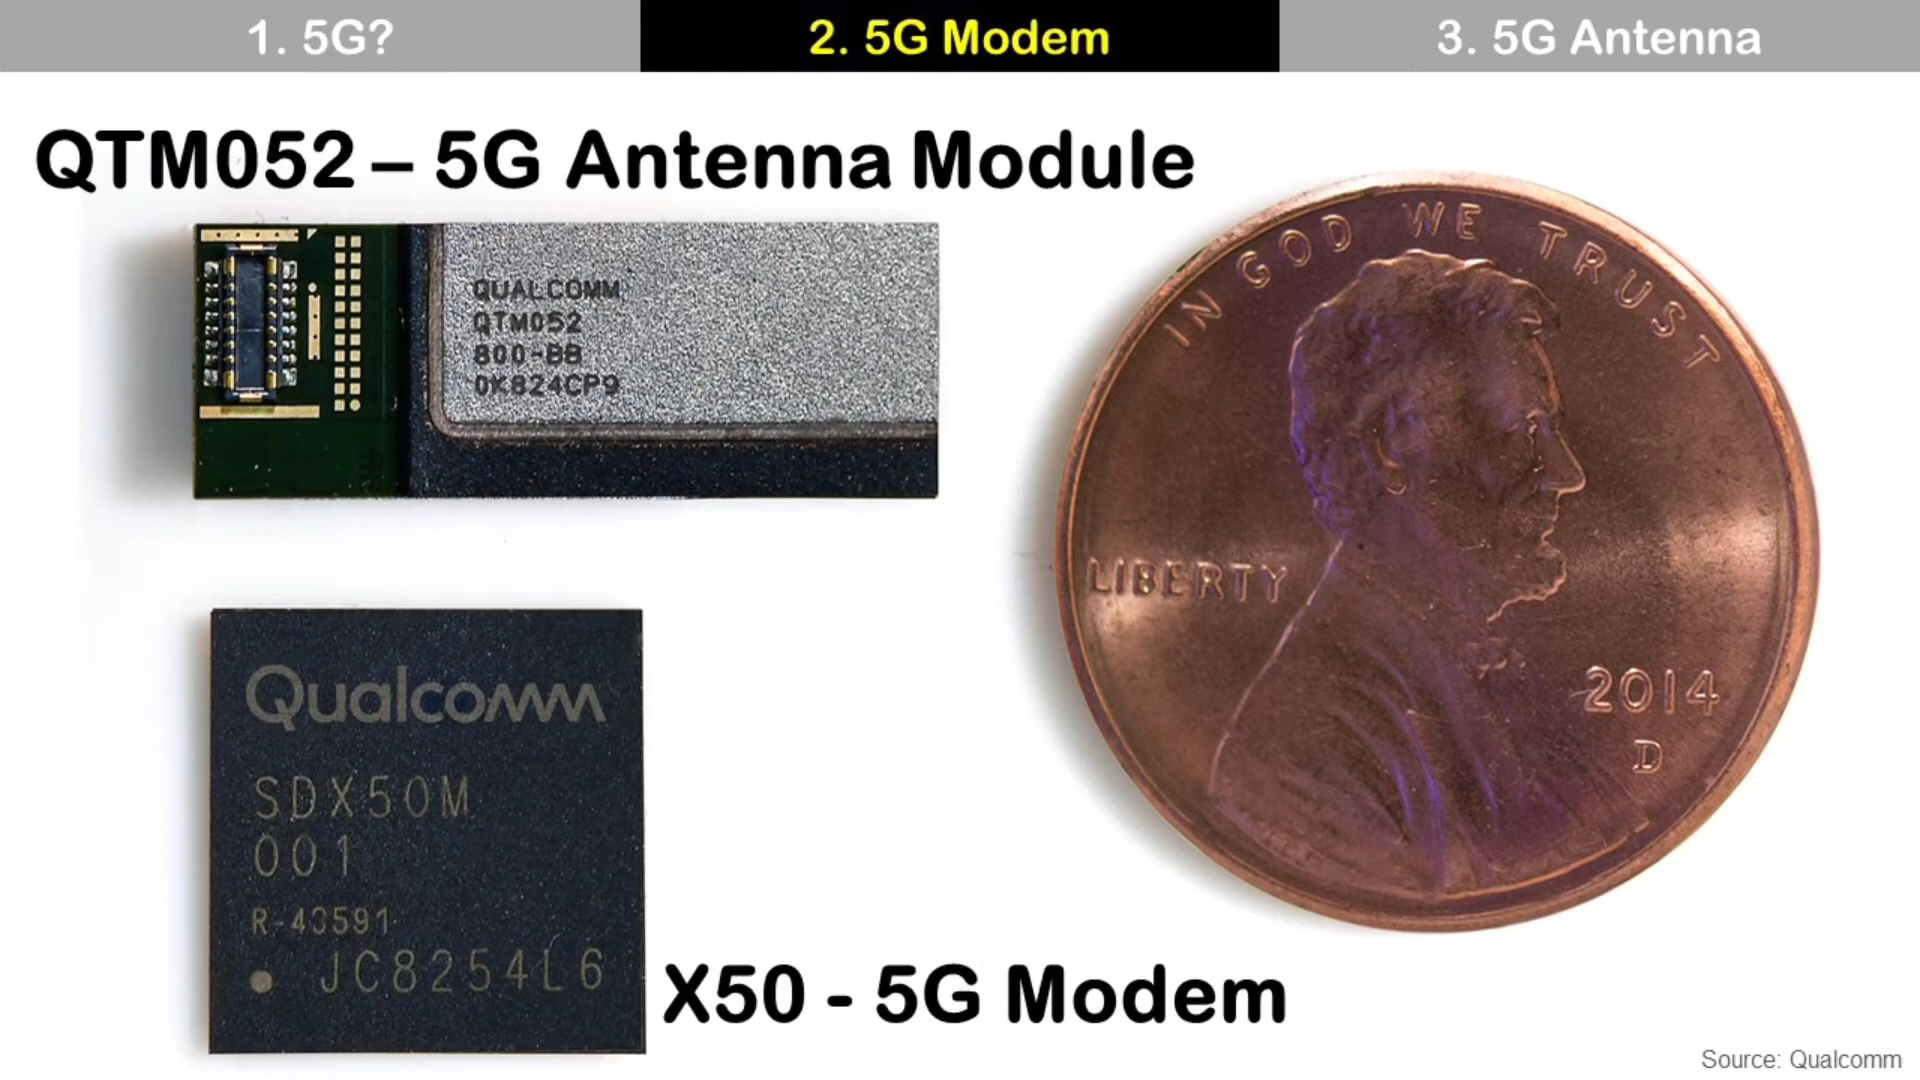 1. 5G?
2. 5G Modem
3. 5G Antenna
QTM052 – 5G Antenna Module
QUALCOMM
QTM052
800-BB
0K824CP9
IN GOD WE TRUST
LIBERTY
2014
D
Qualcomm
SDX50M
001
R-43591
JC8254L6
X50 - 5G Modem
Source: Qualcomm